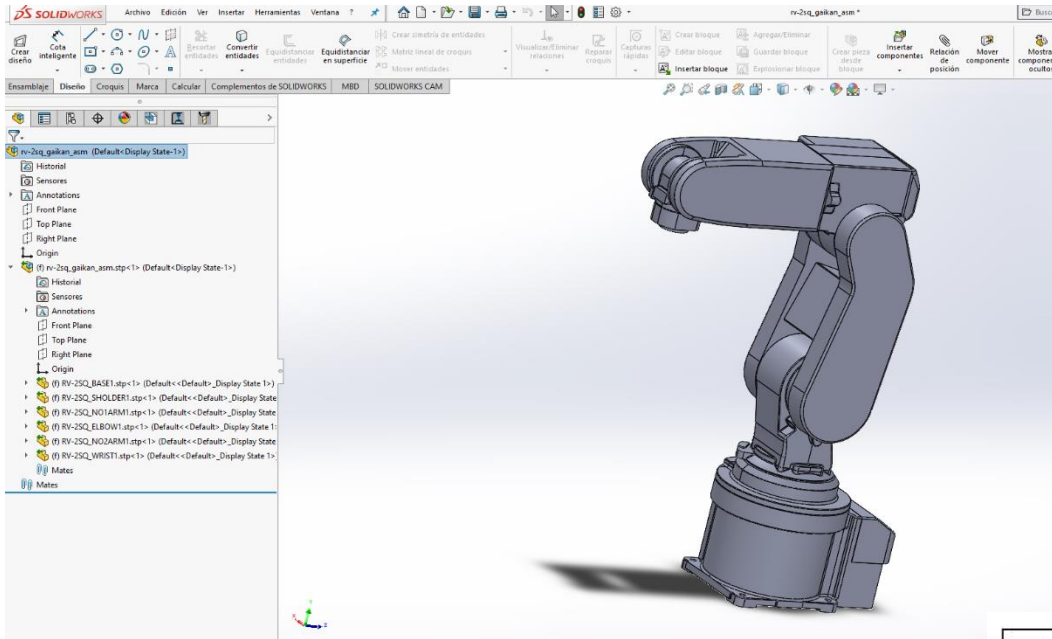 SOLIDWORKS Archivo Edición Ver Insertar Herramientas Ventana ? rv-2sq_gaikan_asm * Busc
Crear diseño
Cota inteligente
Recortar entidades
Convertir entidades
Equidistanciar entidades
Equidistanciar en superficie
Crear simetría de entidades
Matriz lineal de croquis
Mover entidades
Visualizar/Eliminar relaciones
Reparar croquis
Capturas rápidas
Crear bloque
Editar bloque
Insertar bloque
Agregar/Eliminar
Guardar bloque
Explosionar bloque
Crear pieza desde bloque
Insertar componentes
Relación de posición
Mover componente
Mostra componen oculto
Ensamblaje Diseño Croquis Marca Calcular Complementos de SOLIDWORKS MBD SOLIDWORKS CAM
rv-2sq_gaikan_asm (Default<Display State-1>)
Historial
Sensores
Annotations
Front Plane
Top Plane
Right Plane
Origin
(f) rv-2sq_gaikan_asm.stp<1> (Default<Display State-1>)
Historial
Sensores
Annotations
Front Plane
Top Plane
Right Plane
Origin
(f) RV-2SQ_BASE1.stp<1> (Default<<Default>_Display State 1>)
(f) RV-2SQ_SHOLDER1.stp<1> (Default<<Default>_Display State
(f) RV-2SQ_NO1ARM1.stp<1> (Default<<Default>_Display State
(f) RV-2SQ_ELBOW1.stp<1> (Default<<Default>_Display State 1>
(f) RV-2SQ_NO2ARM1.stp<1> (Default<<Default>_Display State
(f) RV-2SQ_WRIST1.stp<1> (Default<<Default>_Display State 1>
Mates
Mates